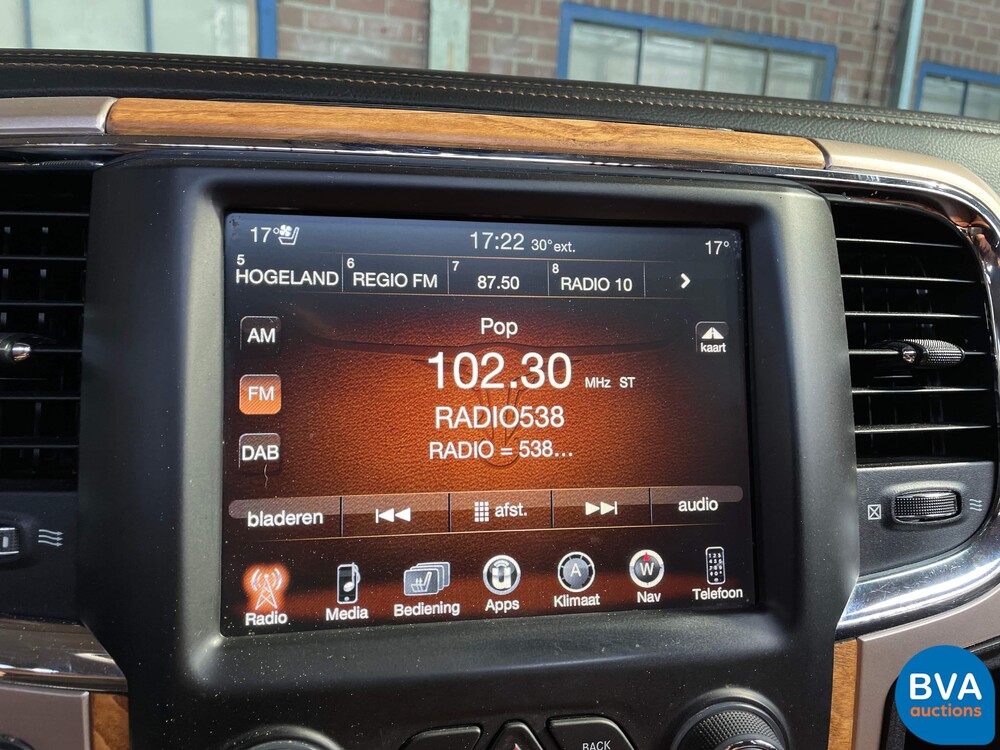 17° 17:22 30°ext. 17°
5 HOGELAND 6 REGIO FM 7 87.50 8 RADIO 10
AM Pop kaart
102.30 MHz ST
FM RADIO538
DAB RADIO = 538...
bladeren afst. audio
A W
Radio Media Bediening Apps Klimaat Nav Telefoon
BACK
BVA
auctions